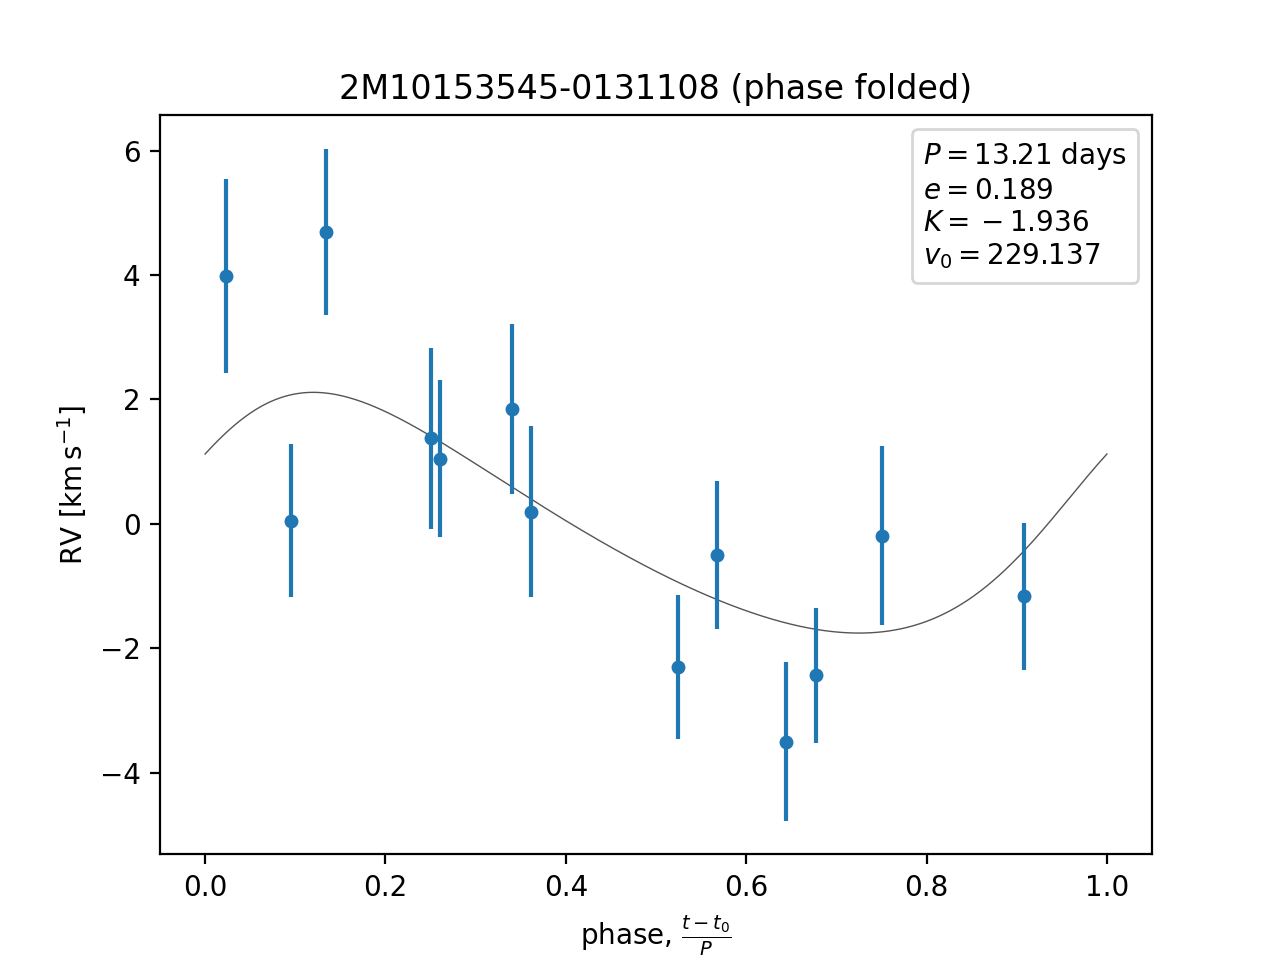 2M10153545-0131108 (phase folded)
P = 13.21 days
e = 0.189
K = −1.936
v₀ = 229.137
6
4
2
0
−2
−4
RV [km s⁻¹]
0.0 0.2 0.4 0.6 0.8 1.0
phase, (t − t₀)/P